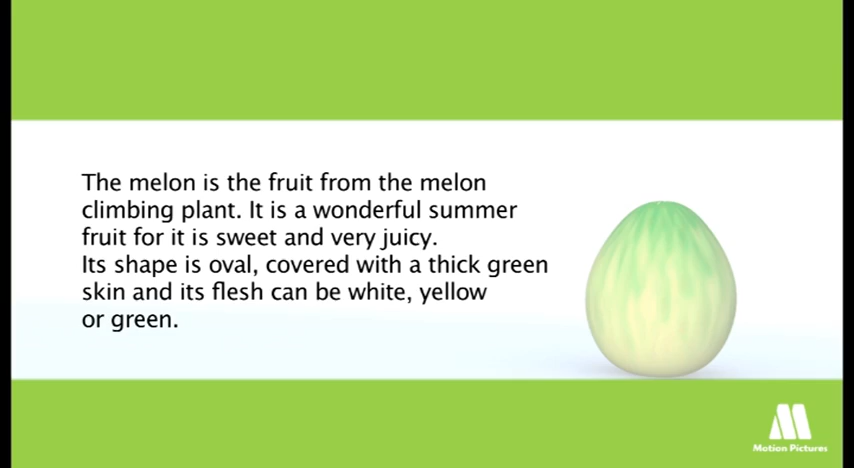 The melon is the fruit from the melon
climbing plant. It is a wonderful summer
fruit for it is sweet and very juicy.
Its shape is oval, covered with a thick green
skin and its flesh can be white, yellow
or green.
Motion Pictures